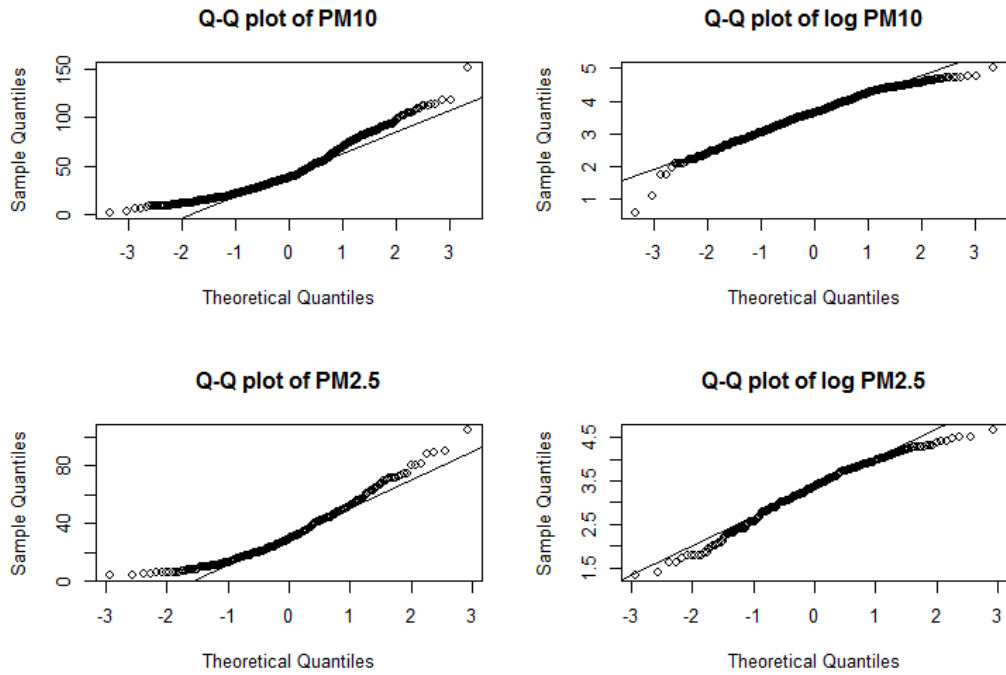 Q-Q plot of PM10
Sample Quantiles
0 50 100 150
-3 -2 -1 0 1 2 3
Theoretical Quantiles
Q-Q plot of log PM10
Sample Quantiles
1 2 3 4 5
-3 -2 -1 0 1 2 3
Theoretical Quantiles
Q-Q plot of PM2.5
Sample Quantiles
0 40 80
-3 -2 -1 0 1 2 3
Theoretical Quantiles
Q-Q plot of log PM2.5
Sample Quantiles
1.5 2.5 3.5 4.5
-3 -2 -1 0 1 2 3
Theoretical Quantiles